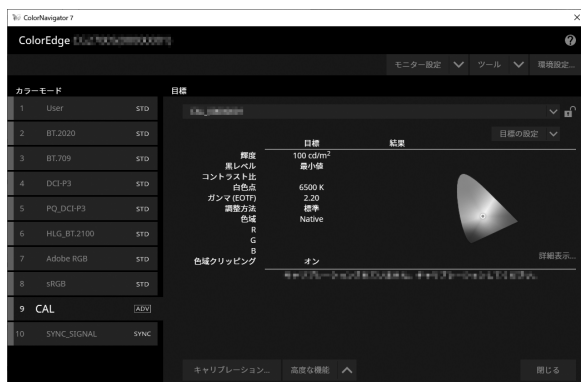 ColorNavigator 7
ColorEdge
モニター設定 ツール 環境設定...
カラーモード 目標
1 User STD
2 BT.2020 STD
3 BT.709 STD
4 DCI-P3 STD
5 PQ_DCI-P3 STD
6 HLG_BT.2100 STD
7 Adobe RGB STD
8 sRGB STD
9 CAL ADV
10 SYNC_SIGNAL SYNC
目標の設定
目標 結果
輝度 100 cd/m2
黒レベル 最小値
コントラスト比
白色点 6500 K
ガンマ (EOTF) 2.20
調整方法 標準
色域 Native
R
G
B
色域クリッピング オン
詳細表示...
キャリブレーション... 高度な機能 閉じる